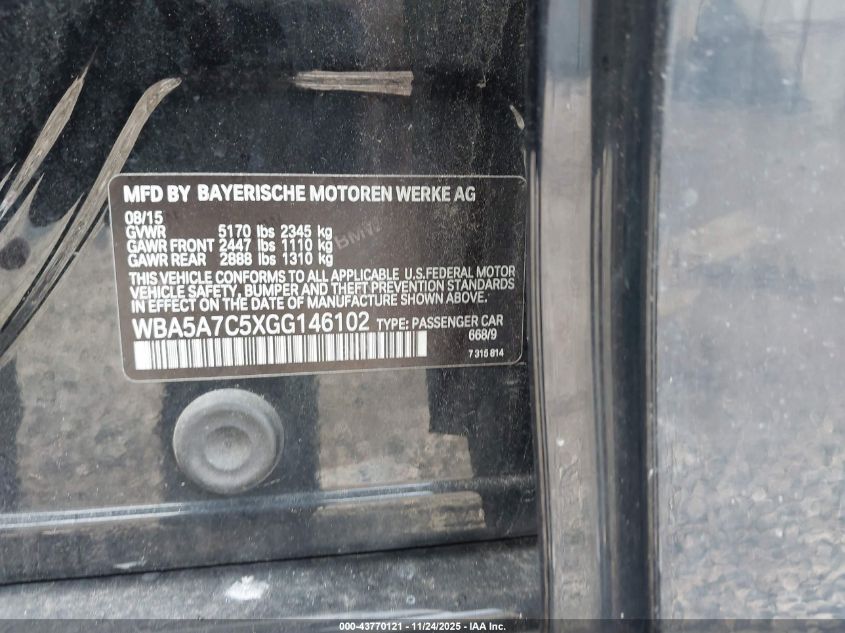 MFD BY BAYERISCHE MOTOREN WERKE AG
08/15
GVWR 5170 lbs 2345 kg
GAWR FRONT 2447 lbs 1110 kg
GAWR REAR 2888 lbs 1310 kg
BMW
THIS VEHICLE CONFORMS TO ALL APPLICABLE U.S.FEDERAL MOTOR
VEHICLE SAFETY, BUMPER AND THEFT PREVENTION STANDARDS
IN EFFECT ON THE DATE OF MANUFACTURE SHOWN ABOVE.
WBA5A7C5XGG146102 TYPE: PASSENGER CAR
668/9
7 316 814
000-43770121 - 11/24/2025 - IAA Inc.